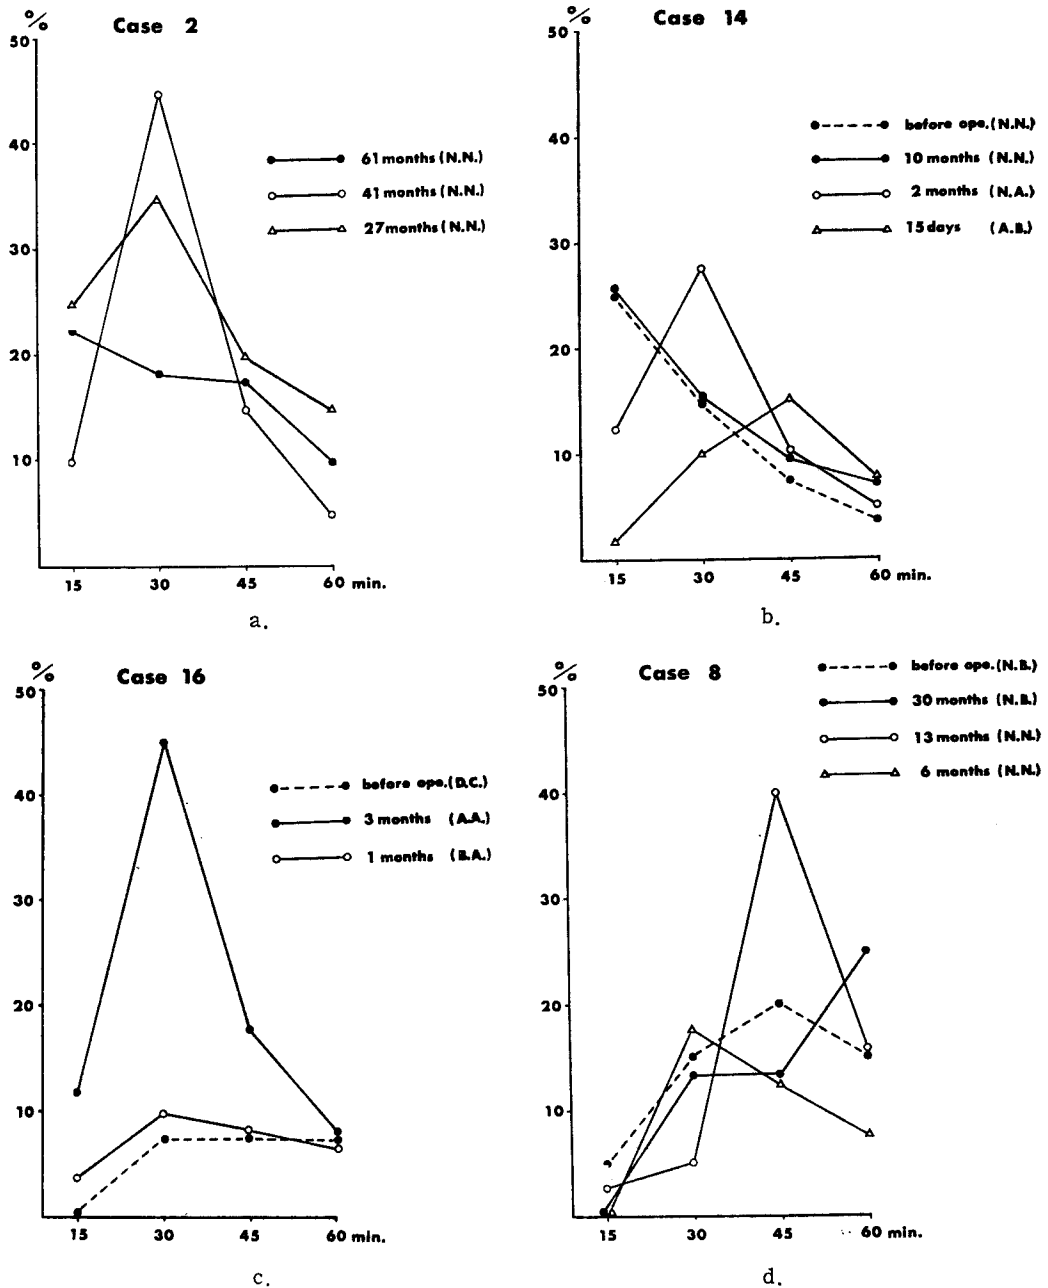 % Case 2
50
40
30
20
10
61 months (N.N.)
41 months (N.N.)
27 months (N.N.)
15 30 45 60 min.
a.
% Case 14
50
40
30
20
10
before ope. (N.N.)
10 months (N.N.)
2 months (N.A.)
15 days (A.B.)
15 30 45 60 min.
b.
% Case 16
50
40
30
20
10
before ope. (D.C.)
3 months (A.A.)
1 months (B.A.)
15 30 45 60 min.
c.
% Case 8
50
40
30
20
10
before ope. (N.B.)
30 months (N.B.)
13 months (N.N.)
6 months (N.N.)
15 30 45 60 min.
d.